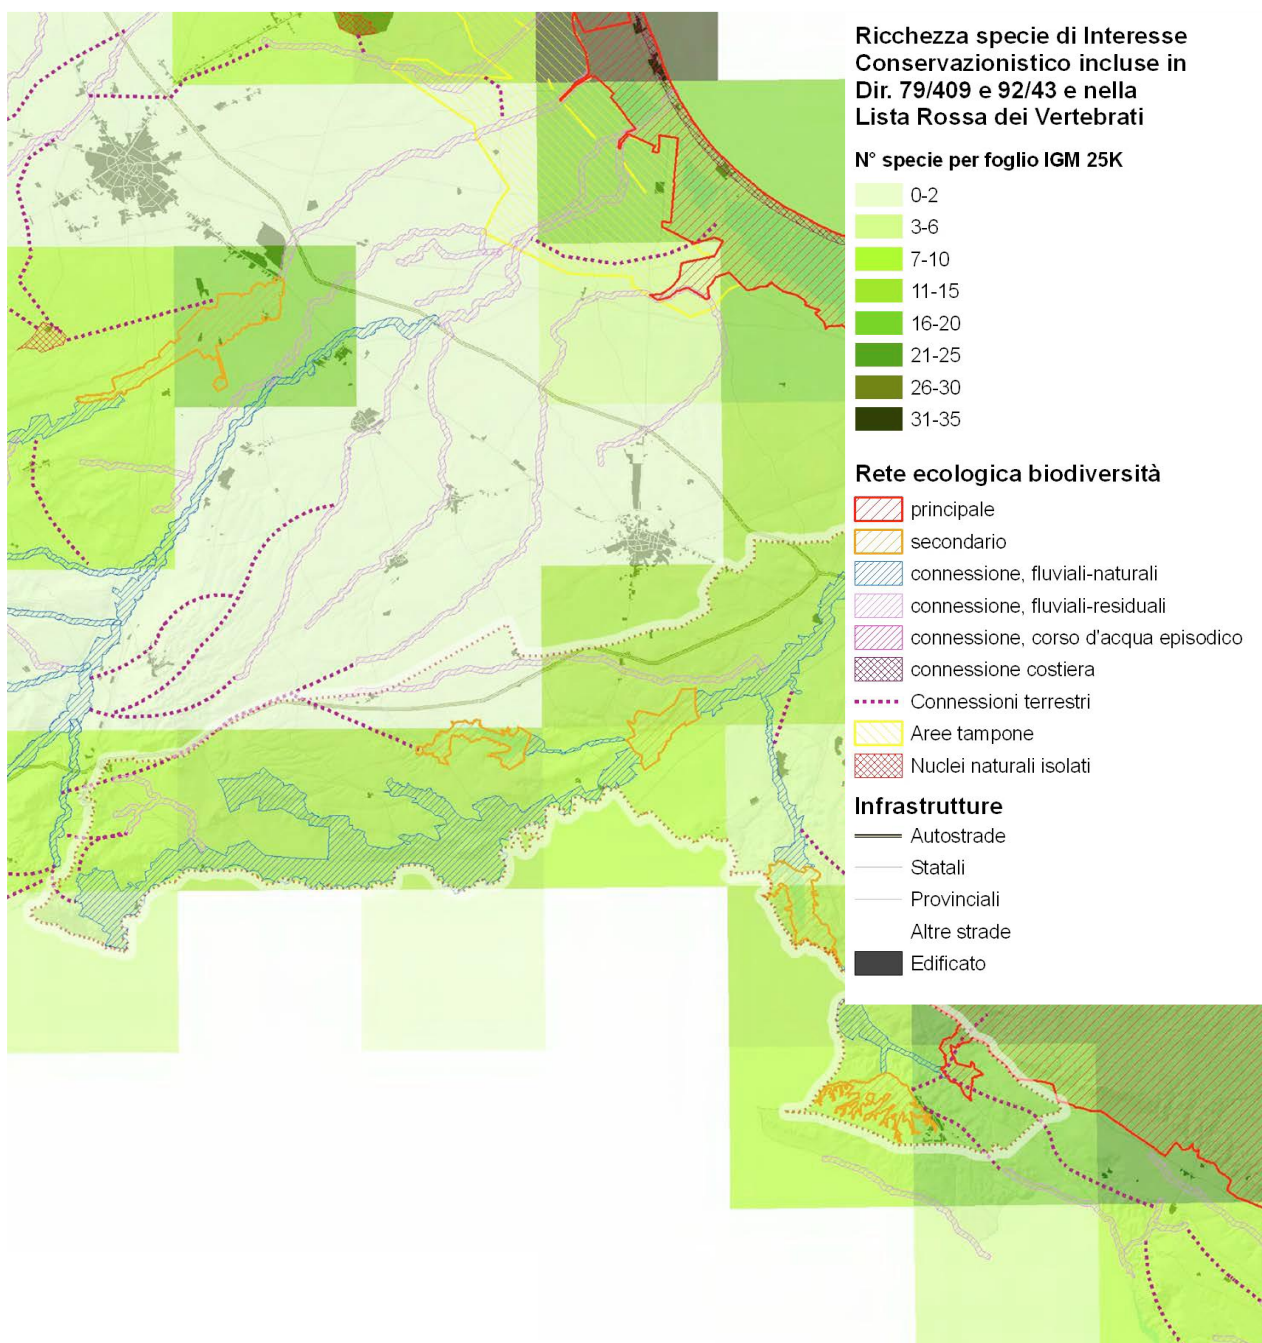 Ricchezza specie di Interesse
Conservazionistico incluse in
Dir. 79/409 e 92/43 e nella
Lista Rossa dei Vertebrati
N° specie per foglio IGM 25K
0-2
3-6
7-10
11-15
16-20
21-25
26-30
31-35
Rete ecologica biodiversità
principale
secondario
connessione, fluviali-naturali
connessione, fluviali-residuali
connessione, corso d'acqua episodico
connessione costiera
Connessioni terrestri
Aree tampone
Nuclei naturali isolati
Infrastrutture
Autostrade
Statali
Provinciali
Altre strade
Edificato